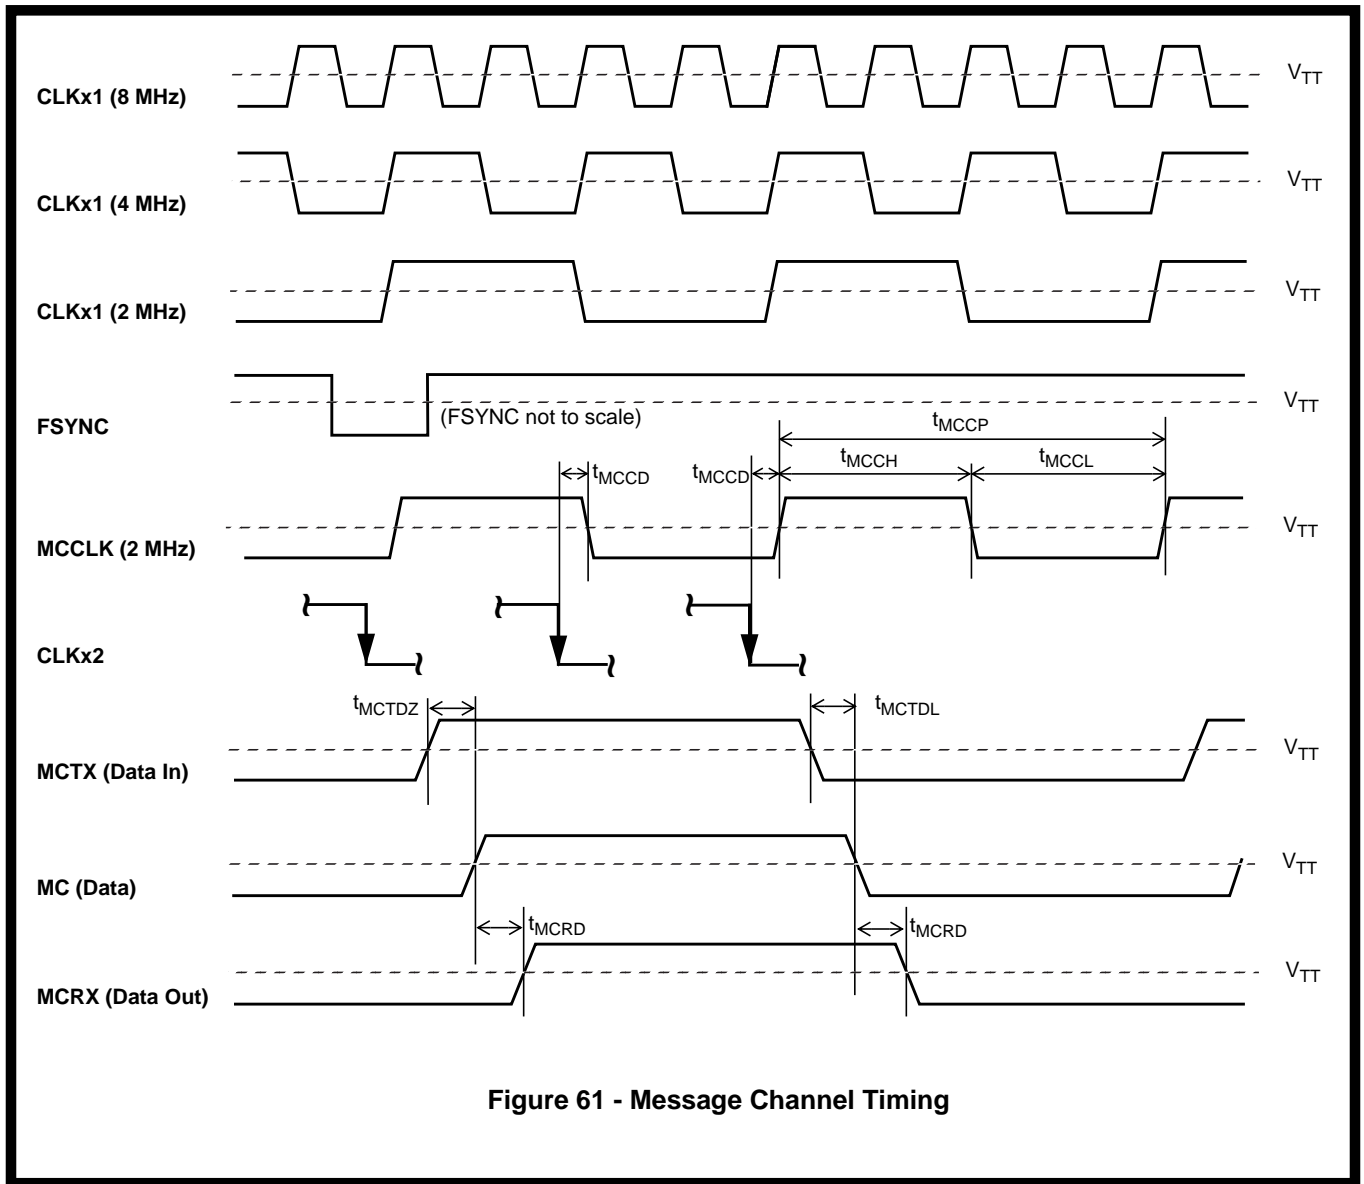 CLKx1 (8 MHz) VTT
CLKx1 (4 MHz) VTT
CLKx1 (2 MHz) VTT
FSYNC (FSYNC not to scale) VTT
tMCCP
tMCCH tMCCL
tMCCD tMCCD
MCCLK (2 MHz) VTT
CLKx2
tMCTDZ tMCTDL
MCTX (Data In) VTT
MC (Data) VTT
tMCRD tMCRD
MCRX (Data Out) VTT
Figure 61 - Message Channel Timing